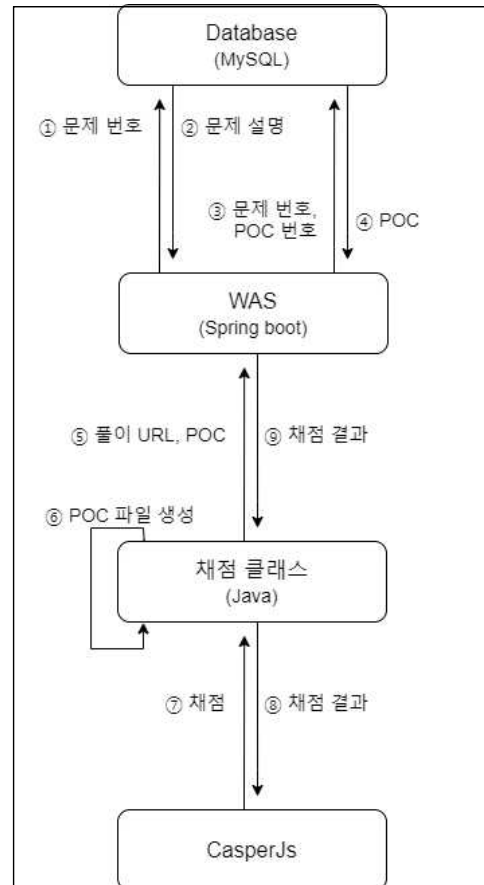 Database
(MySQL)
① 문제 번호
② 문제 설명
③ 문제 번호,
POC 번호
④ POC
WAS
(Spring boot)
⑤ 풀이 URL, POC
⑨ 채점 결과
⑥ POC 파일 생성
채점 클래스
(Java)
⑦ 채점
⑧ 채점 결과
CasperJs